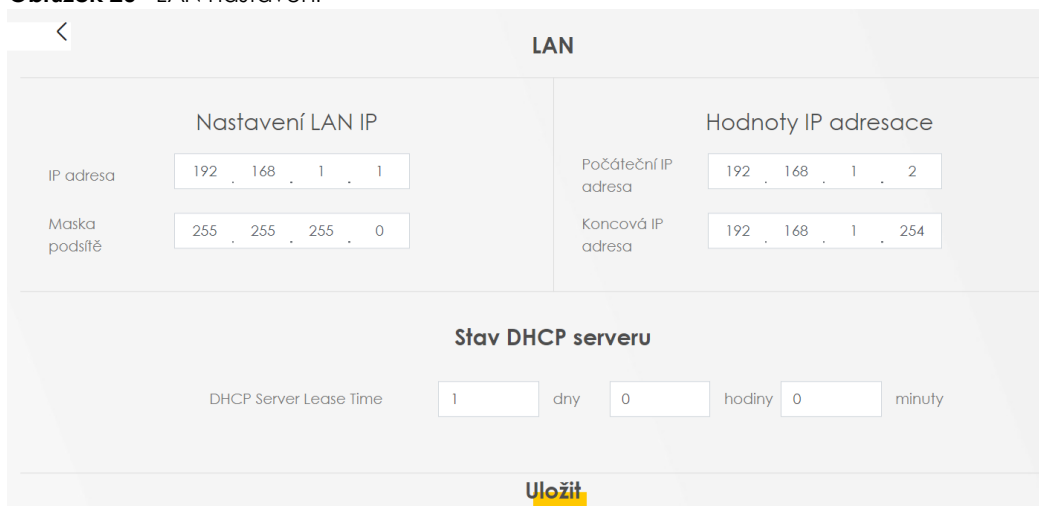 LAN
Nastavení LAN IP
IP adresa 192 . 168 . 1 . 1
Maska
podsítě
255 . 255 . 255 . 0
Hodnoty IP adresace
Počáteční IP
adresa
192 . 168 . 1 . 2
Koncová IP
adresa
192 . 168 . 1 . 254
Stav DHCP serveru
DHCP Server Lease Time 1 dny 0 hodiny 0 minuty
Uložit